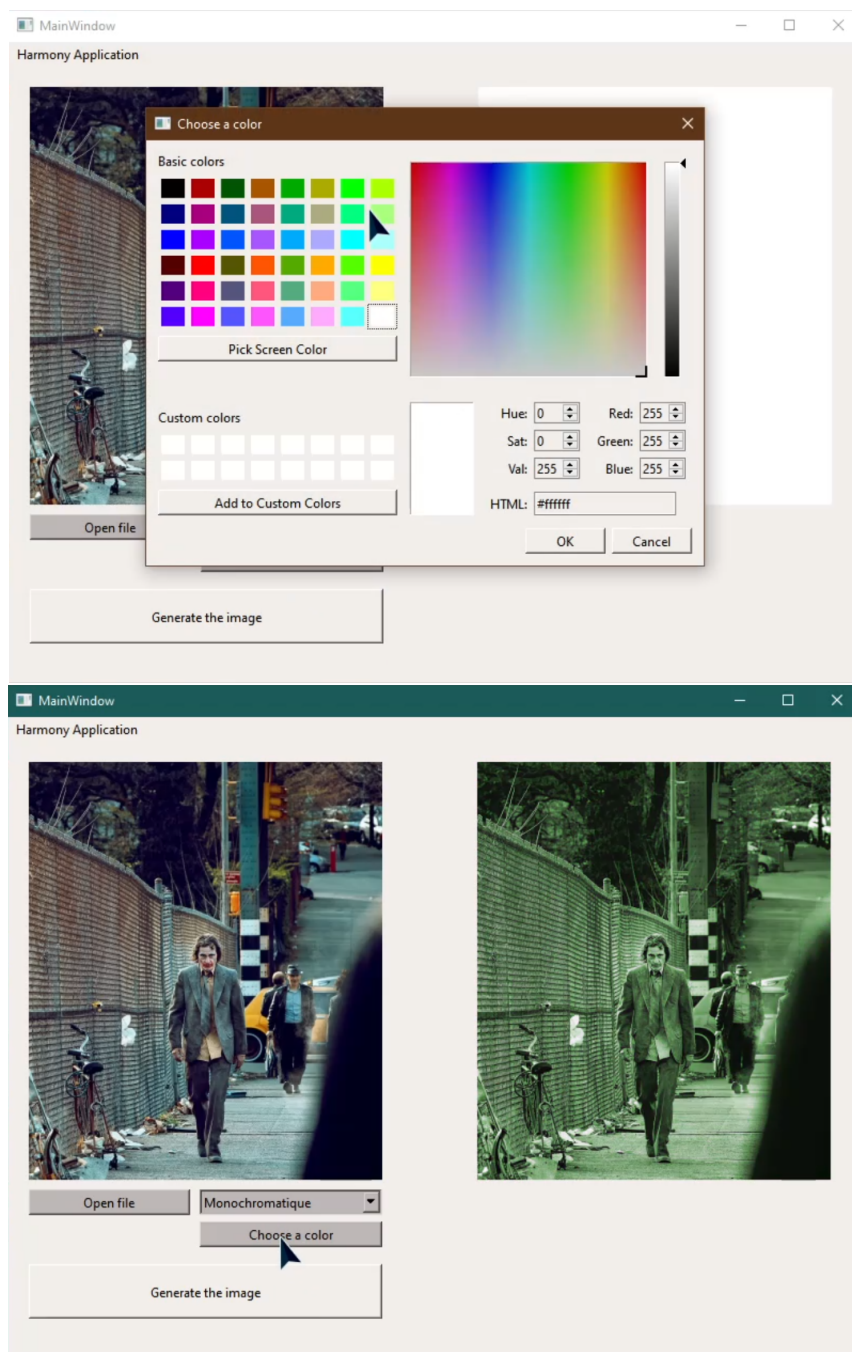 MainWindow
Harmony Application
Choose a color
Basic colors
Pick Screen Color
Custom colors
Hue: 0 Red: 255
Sat: 0 Green: 255
Val: 255 Blue: 255
Add to Custom Colors
HTML: #ffffff
OK Cancel
Open file
Generate the image
MainWindow
Harmony Application
Open file Monochromatique
Choose a color
Generate the image